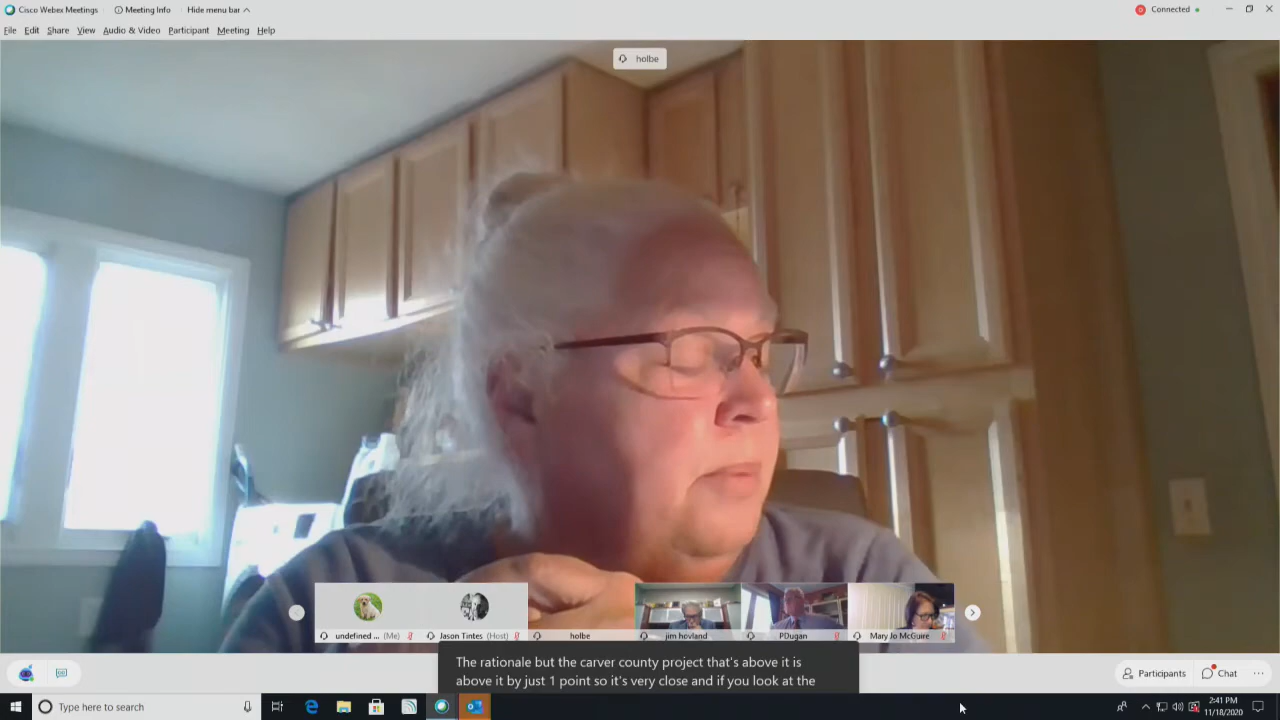 Cisco Webex Meetings
Meeting Info
Hide menu bar
Connected
File Edit Share View Audio & Video Participant Meeting Help
holbe
undefined ... (Me)
Jason Tintes (Host)
holbe
jim hovland
PDugan
Mary Jo McGuire
The rationale but the carver county project that's above it is
above it by just 1 point so it's very close and if you look at the
Participants
Chat
Type here to search
2:41 PM
11/18/2020